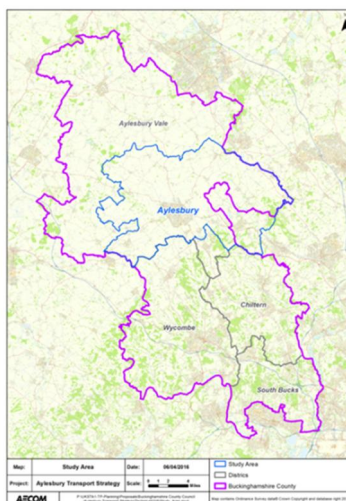 Aylesbury Vale
Aylesbury
Chiltern
Wycombe
South Bucks
Map: Study Area Date: 06/04/2016
Project: Aylesbury Transport Strategy Scale: Miles
Study Area
Districts
Buckinghamshire County
AECOM